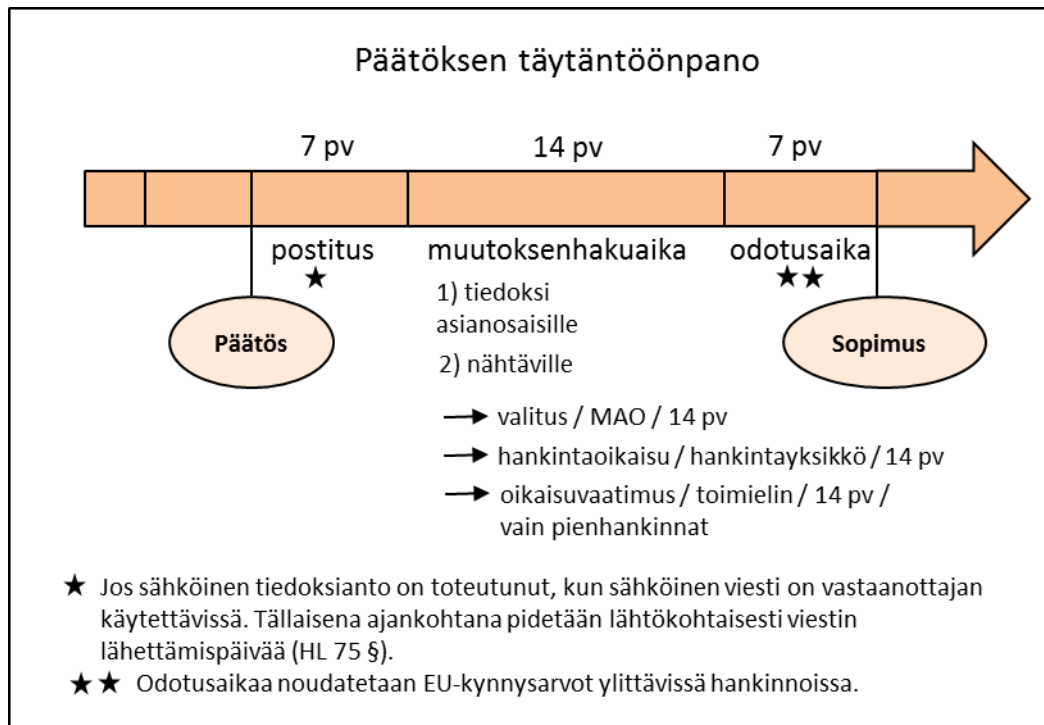 Päätöksen täytäntöönpano
7 pv
14 pv
7 pv
postitus
muutoksenhakuaika
odotusaika
★
★★
1) tiedoksi
asianosaisille
2) nähtäville
Päätös
Sopimus
→ valitus / MAO / 14 pv
→ hankintaoikaisu / hankintayksikkö / 14 pv
→ oikaisuvaatimus / toimielin / 14 pv /
vain pienhankinnat
★ Jos sähköinen tiedoksianto on toteutunut, kun sähköinen viesti on vastaanottajan
käytettävissä. Tällaisena ajankohtana pidetään lähtökohtaisesti viestin
lähettämispäivää (HL 75 §).
★★ Odotusaikaa noudatetaan EU-kynnysarvot ylittävissä hankinnoissa.